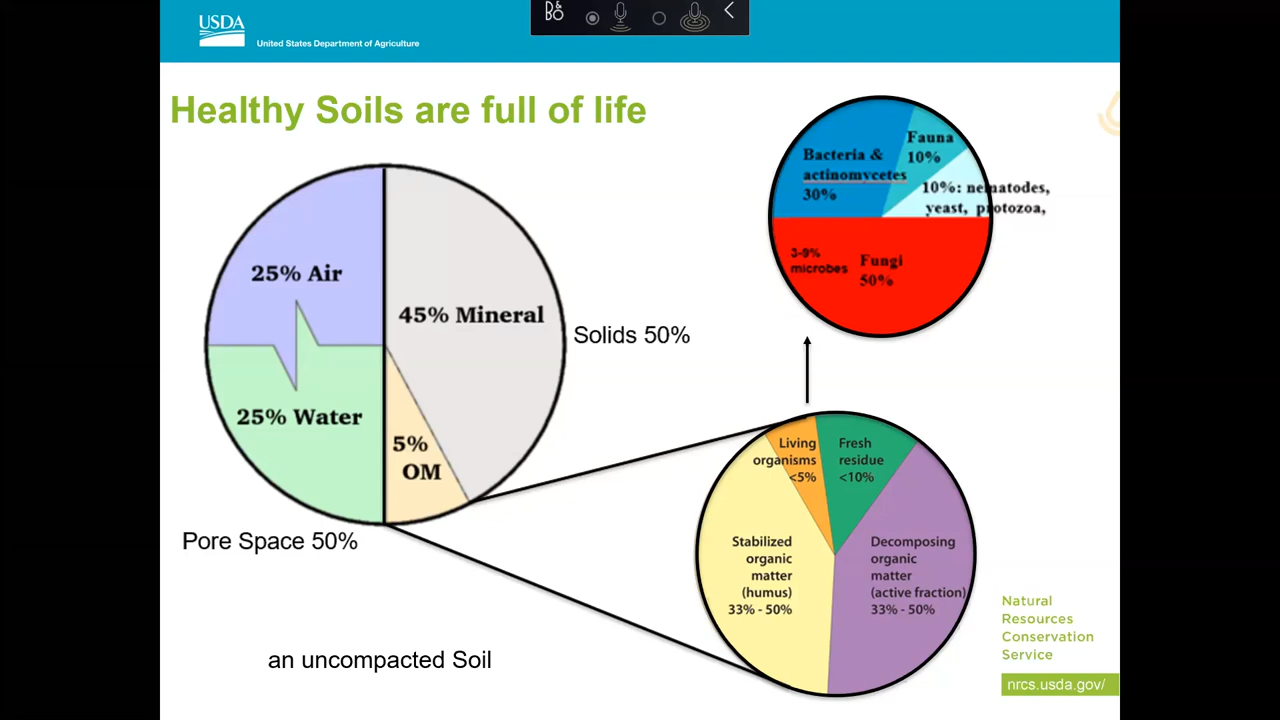 USDA
United States Department of Agriculture
Healthy Soils are full of life
25% Air
45% Mineral
25% Water
5%
OM
Solids 50%
Pore Space 50%
an uncompacted Soil
Bacteria &
actinomycetes
30%
Fauna
10%
10%: nematodes,
yeast, protozoa,
3-9%
microbes
Fungi
50%
Living
organisms
<5%
Fresh
residue
<10%
Stabilized
organic
matter
(humus)
33% - 50%
Decomposing
organic
matter
(active fraction)
33% - 50%
Natural
Resources
Conservation
Service
nrcs.usda.gov/